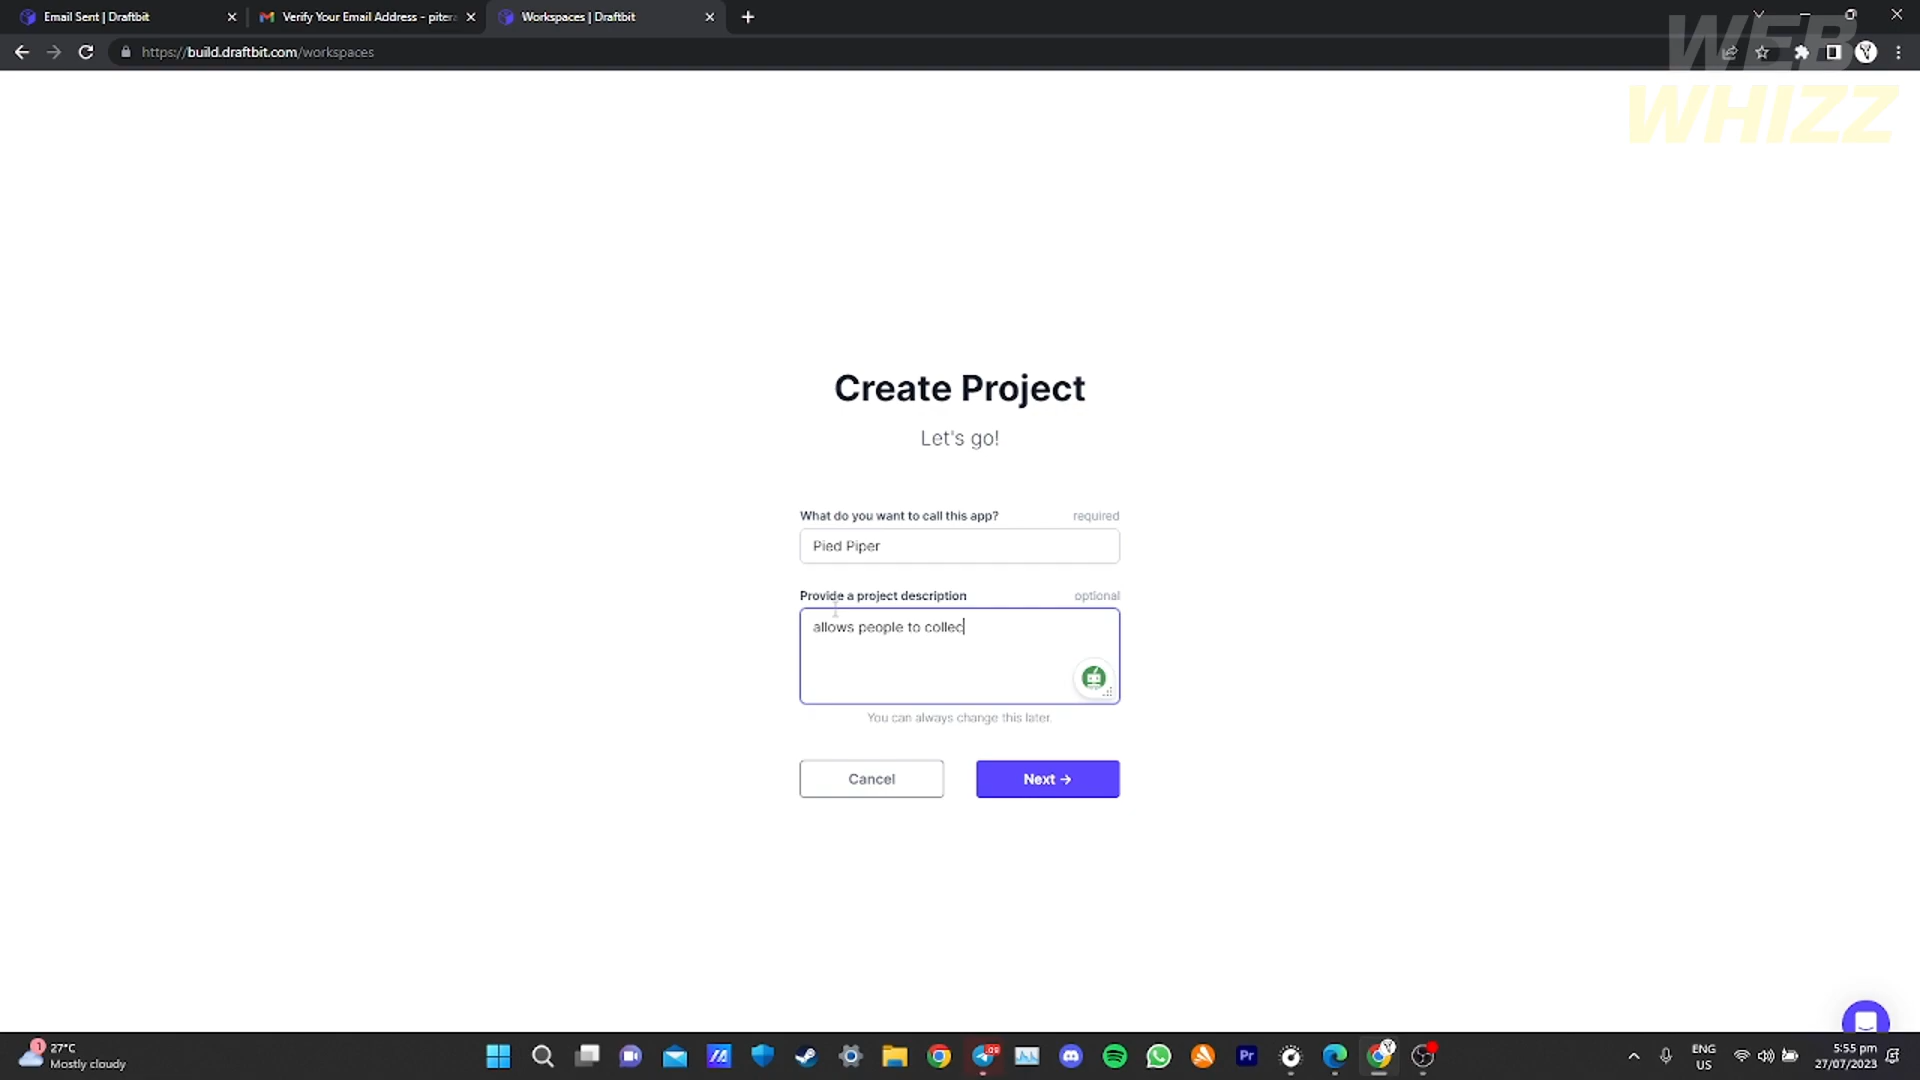 Email Sent | Draftbit
Verify Your Email Address - pitera
Workspaces | Draftbit
https://build.draftbit.com/workspaces
WEB
WHIZZ
Create Project
Let's go!
What do you want to call this app?
required
Pied Piper
Provide a project description
optional
allows people to collec
You can always change this later.
Cancel
Next →
1
27°C
Mostly cloudy
Pr
ENG
US
5:55 pm
27/07/2023